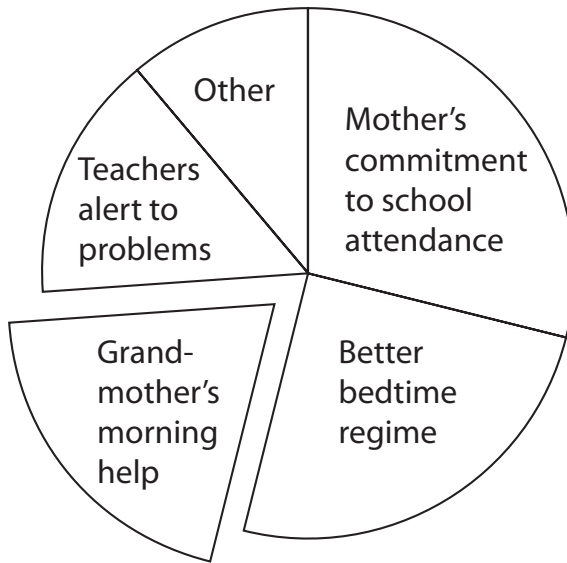 Other
Mother’s
commitment
to school
attendance
Teachers
alert to
problems
Grand-
mother’s
morning
help
Better
bedtime
regime